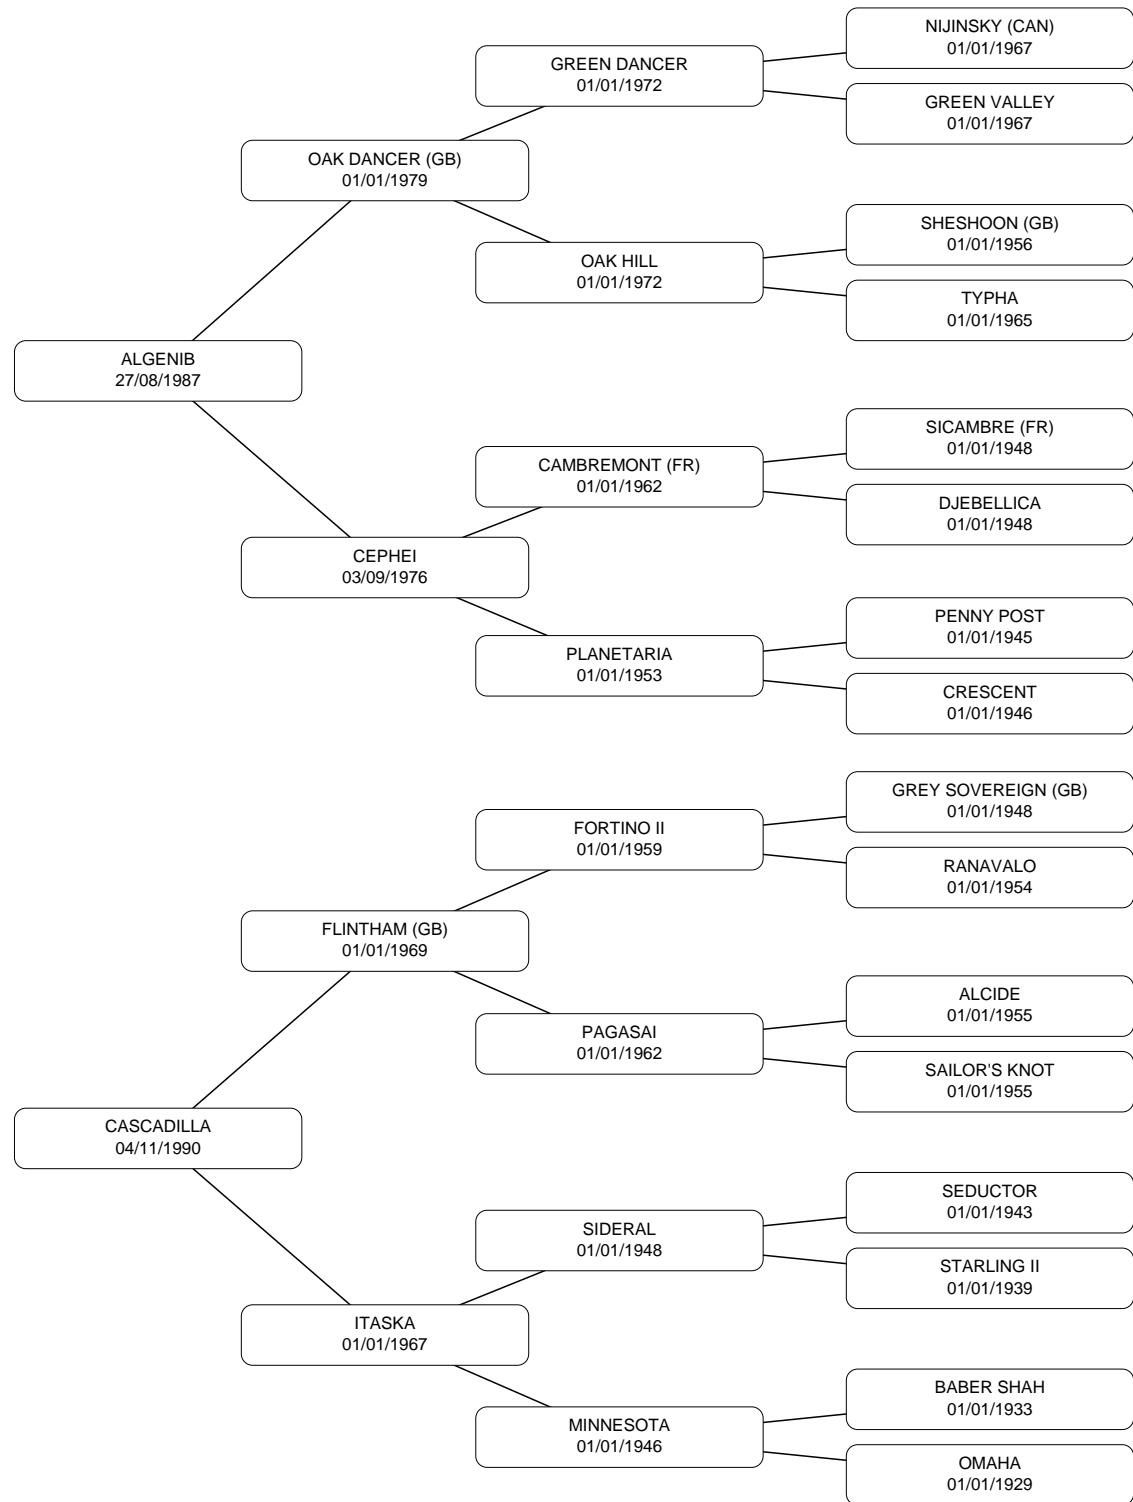 NIJINSKY (CAN)
01/01/1967
GREEN DANCER
01/01/1972
GREEN VALLEY
01/01/1967
OAK DANCER (GB)
01/01/1979
SHESHOON (GB)
01/01/1956
OAK HILL
01/01/1972
TYPHA
01/01/1965
ALGENIB
27/08/1987
SICAMBRE (FR)
01/01/1948
CAMBREMONT (FR)
01/01/1962
DJEBELLICA
01/01/1948
CEPHEI
03/09/1976
PENNY POST
01/01/1945
PLANETARIA
01/01/1953
CRESCENT
01/01/1946
GREY SOVEREIGN (GB)
01/01/1948
FORTINO II
01/01/1959
RANAVALO
01/01/1954
FLINTHAM (GB)
01/01/1969
ALCIDE
01/01/1955
PAGASAI
01/01/1962
SAILOR'S KNOT
01/01/1955
CASCADILLA
04/11/1990
SEDUCTOR
01/01/1943
SIDERAL
01/01/1948
STARLING II
01/01/1939
ITASKA
01/01/1967
BABER SHAH
01/01/1933
MINNESOTA
01/01/1946
OMAHA
01/01/1929